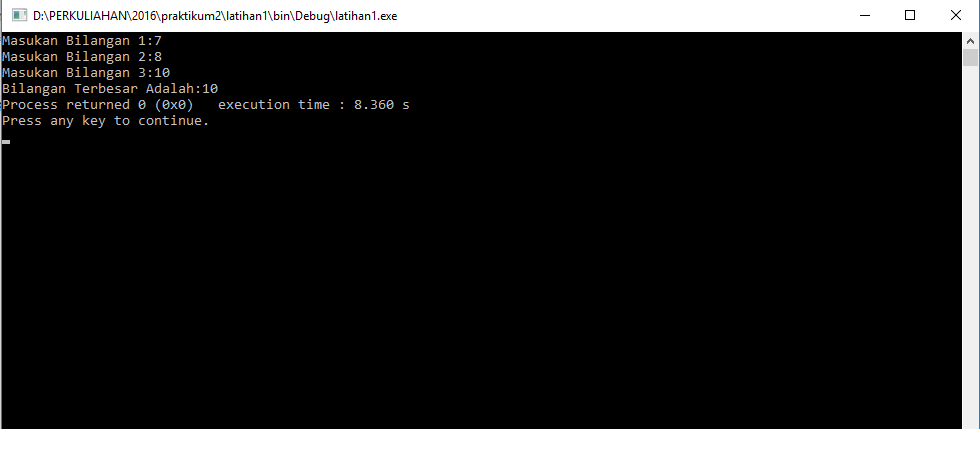 D:\PERKULIAHAN\2016\praktikum2\latihan1\bin\Debug\latihan1.exe
Masukan Bilangan 1:7
Masukan Bilangan 2:8
Masukan Bilangan 3:10
Bilangan Terbesar Adalah:10
Process returned 0 (0x0)   execution time : 8.360 s
Press any key to continue.